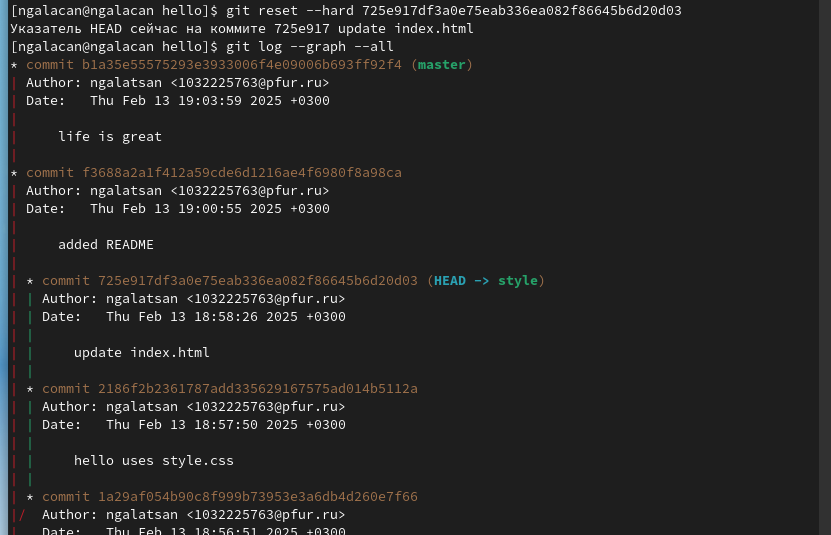 [ngalacan@ngalacan hello]$ git reset --hard 725e917df3a0e75eab336ea082f86645b6d20d03
Указатель HEAD сейчас на коммите 725e917 update index.html
[ngalacan@ngalacan hello]$ git log --graph --all
* commit b1a35e55575293e3933006f4e09006b693ff92f4 (master)
| Author: ngalatsan <1032225763@pfur.ru>
| Date:   Thu Feb 13 19:03:59 2025 +0300
|
|     life is great
|
* commit f3688a2a1f412a59cde6d1216ae4f6980f8a98ca
| Author: ngalatsan <1032225763@pfur.ru>
| Date:   Thu Feb 13 19:00:55 2025 +0300
|
|     added README
|
| * commit 725e917df3a0e75eab336ea082f86645b6d20d03 (HEAD -> style)
| | Author: ngalatsan <1032225763@pfur.ru>
| | Date:   Thu Feb 13 18:58:26 2025 +0300
| |
| |     update index.html
| |
| * commit 2186f2b2361787add335629167575ad014b5112a
| | Author: ngalatsan <1032225763@pfur.ru>
| | Date:   Thu Feb 13 18:57:50 2025 +0300
| |
| |     hello uses style.css
| |
| * commit 1a29af054b90c8f999b73953e3a6db4d260e7f66
|/  Author: ngalatsan <1032225763@pfur.ru>
|   Date:   Thu Feb 13 18:56:51 2025 +0300